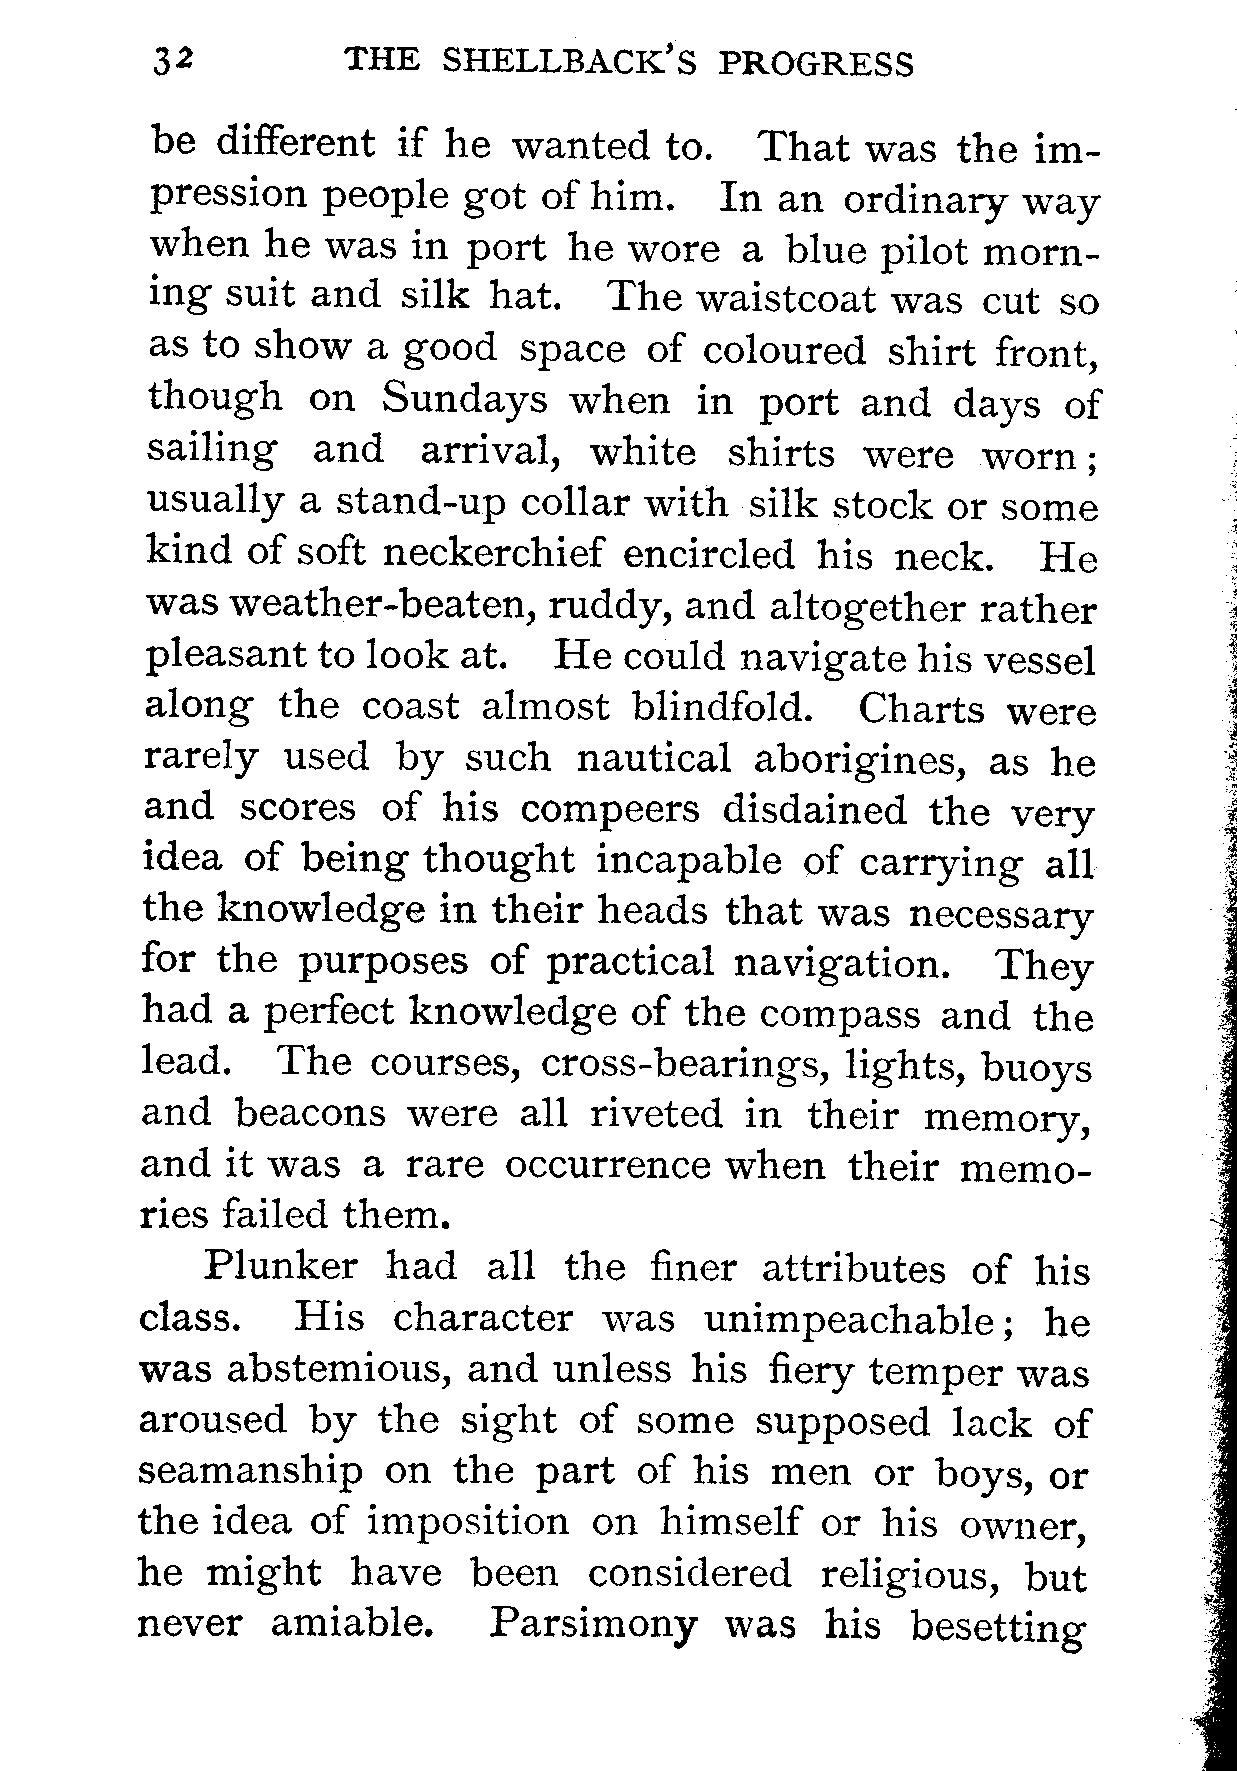 32 THE SHELLBACK'S PROGRESS
be different if he wanted to. That was the im-
pression people got of him. In an ordinary way
when he was in port he wore a blue pilot morn-
ing suit and silk hat. The waistcoat was cut so
as to show a good space of coloured shirt front,
though on Sundays when in port and days of
sailing and arrival, white shirts were worn;
usually a stand-up collar with silk stock or some
kind of soft neckerchief encircled his neck. He
was weather-beaten, ruddy, and altogether rather
pleasant to look at. He could navigate his vessel
along the coast almost blindfold. Charts were
rarely used by such nautical aborigines, as he
and scores of his compeers disdained the very
idea of being thought incapable of carrying all
the knowledge in their heads that was necessary
for the purposes of practical navigation. They
had a perfect knowledge of the compass and the
lead. The courses, cross-bearings, lights, buoys
and beacons were all riveted in their memory,
and it was a rare occurrence when their memo-
ries failed them.
Plunker had all the finer attributes of his
class. His character was unimpeachable; he
was abstemious, and unless his fiery temper was
aroused by the sight of some supposed lack of
seamanship on the part of his men or boys, or
the idea of imposition on himself or his owner,
he might have been considered religious, but
never amiable. Parsimony was his besetting